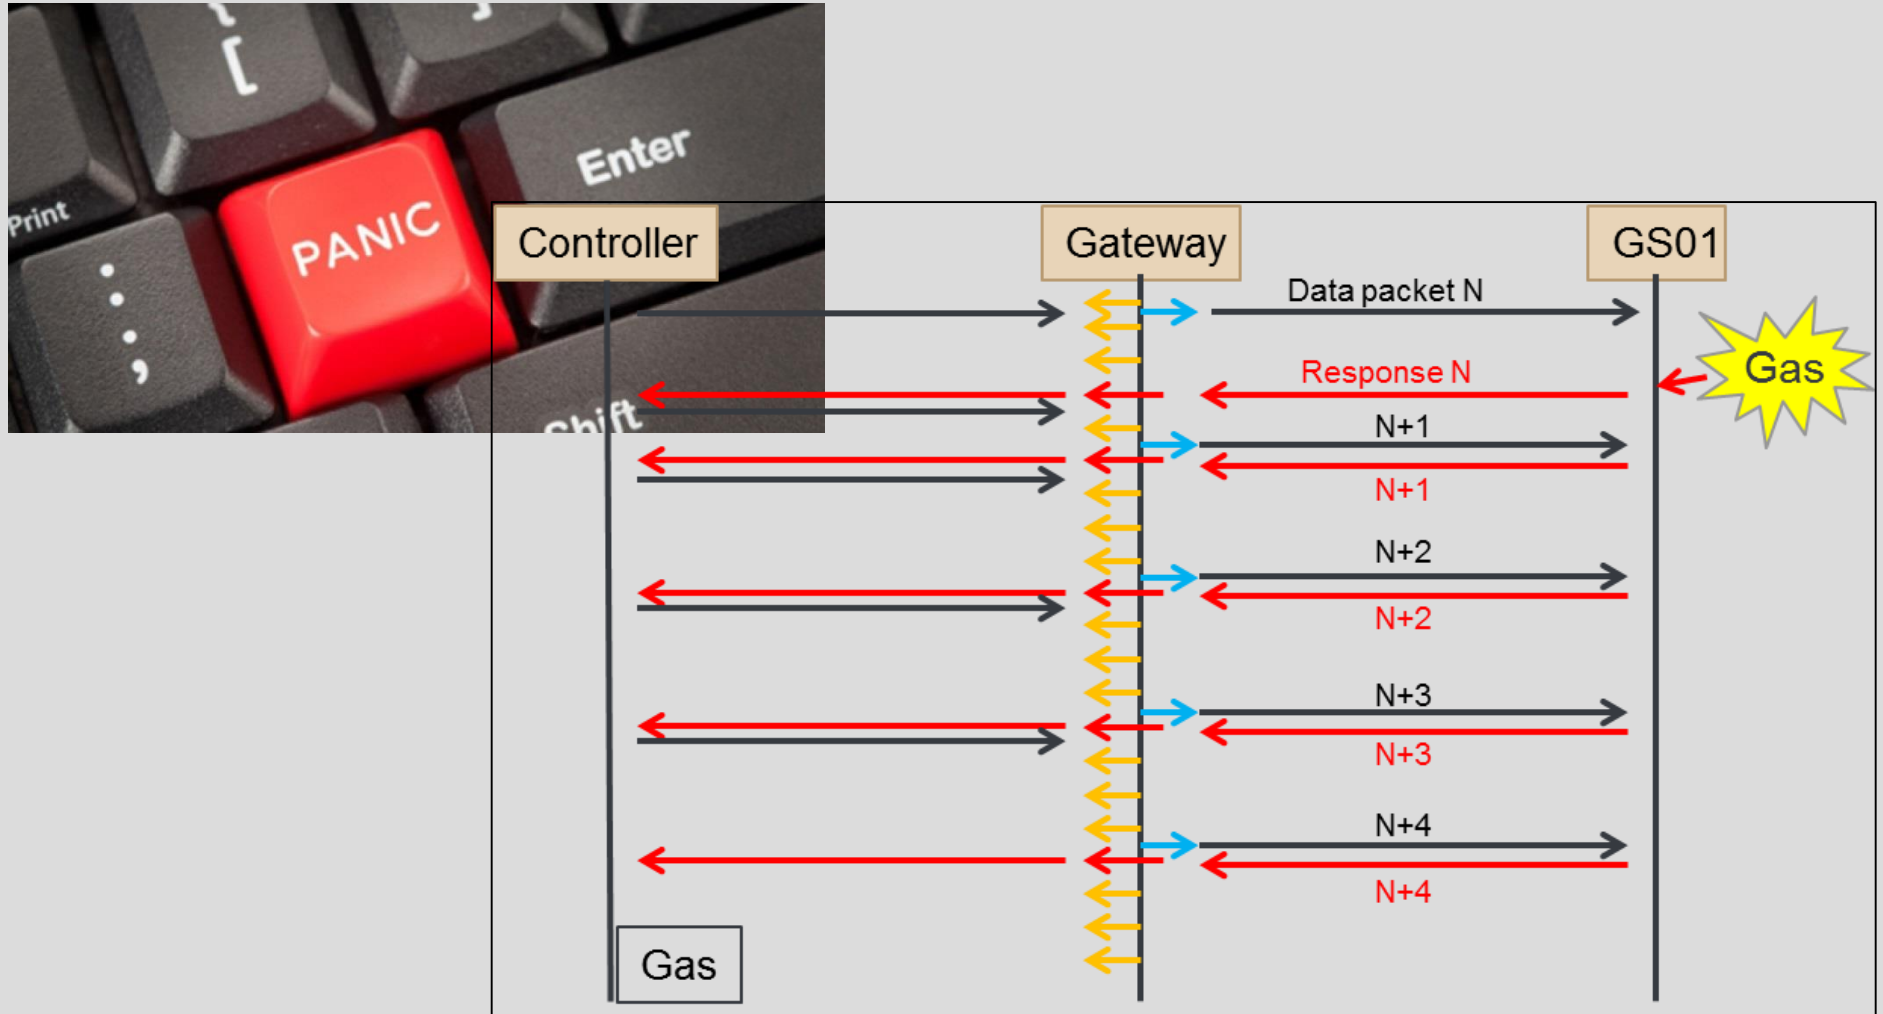 {
[
}
Print
PANIC
Enter
:
;
Shift
Controller
Gateway
GS01
Data packet N
Gas
Response N
N+1
N+1
N+2
N+2
N+3
N+3
N+4
N+4
Gas